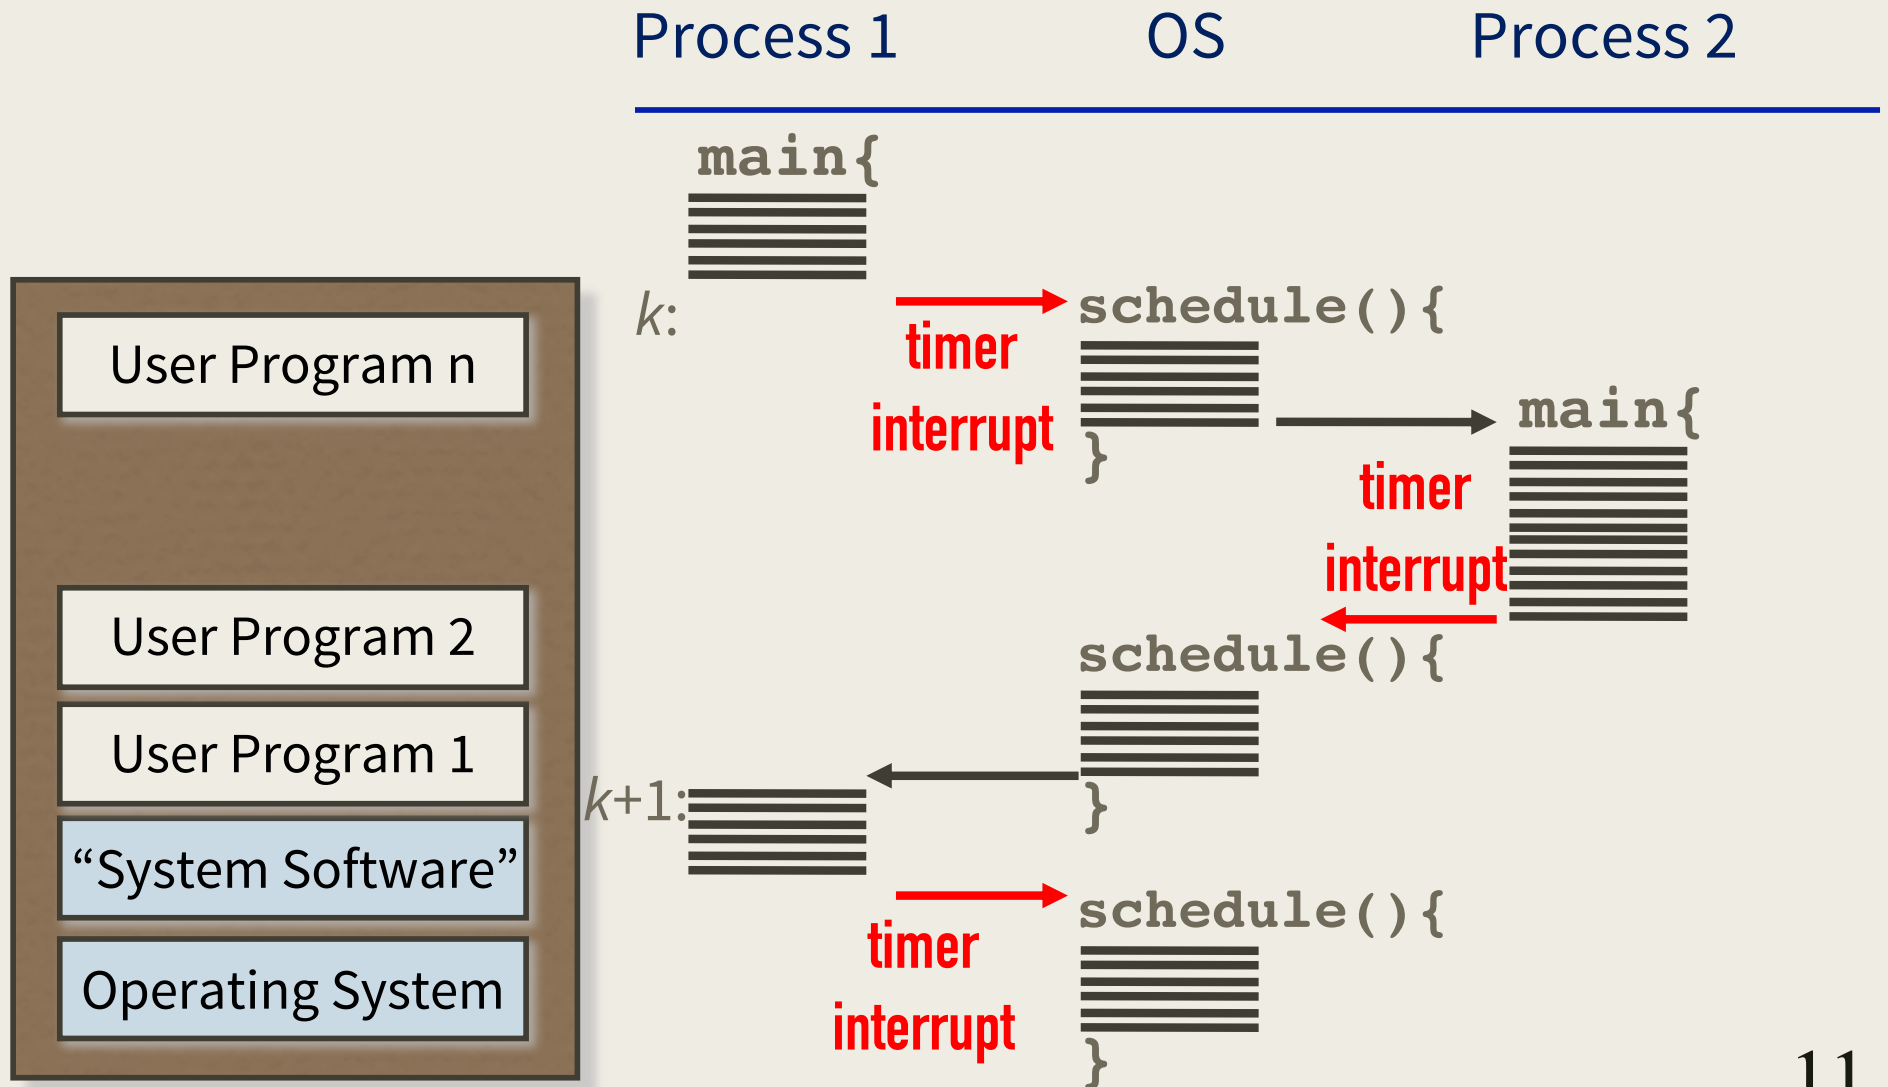 Process 1 OS Process 2
main{
k:
timer
interrupt
schedule(){
}
main{
timer
interrupt
schedule(){
}
k+1:
timer
interrupt
schedule(){
}
User Program n
User Program 2
User Program 1
“System Software”
Operating System
11